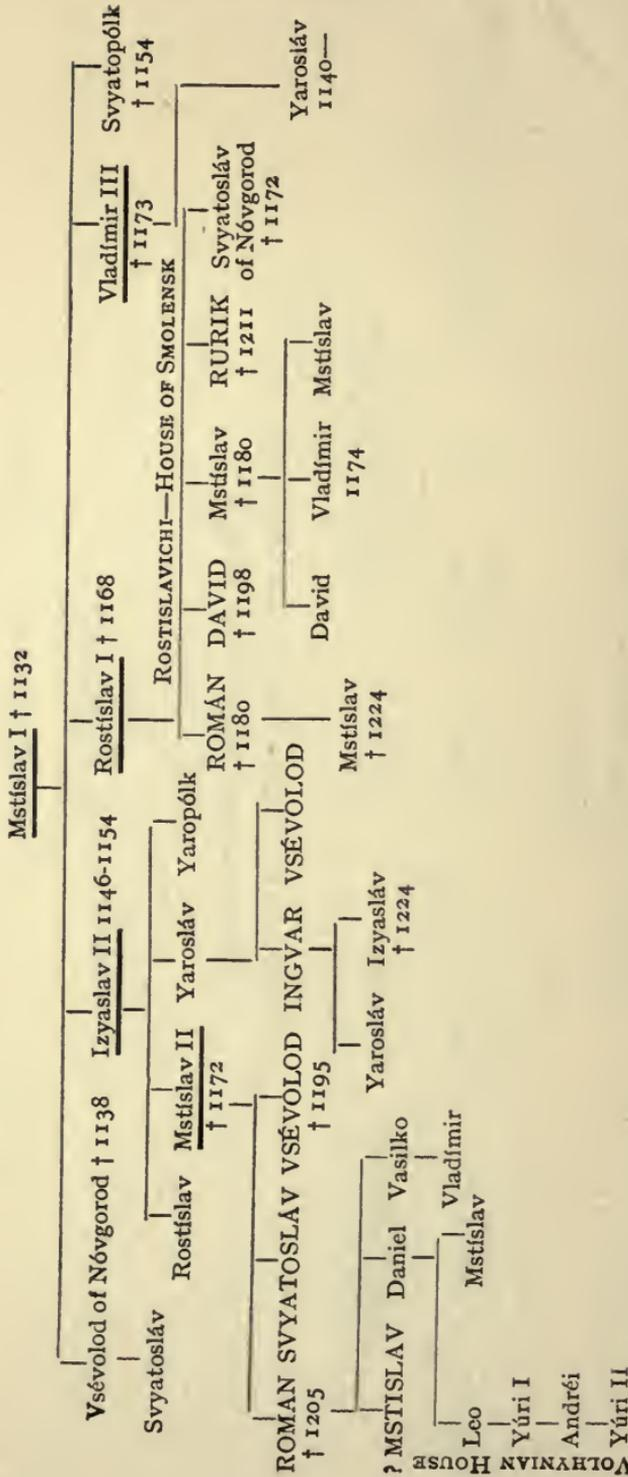 Mstíslav I † 1132
Vsévolod of Nóvgorod † 1138 Izyaslav II 1146-1154 Rostíslav I † 1168 Vladímir III Svyatopólk
† 1173 † 1154
ROSTISLAVICHI—HOUSE OF SMOLENSK
Svyatosláv Rostíslav Mstíslav II Yarosláv Yaropólk
† 1172
ROMÁN DAVID Mstíslav RURIK Svyatosláv Yarosláv
† 1180 † 1198 † 1180 † 1211 of Nóvgorod 1140—
† 1172
ROMAN SVYATOSLÁV VSÉVOLOD INGVAR VSÉVOLOD
† 1205 † 1195
Mstíslav David Vladímir Mstíslav
† 1224 1174
Yarosláv Izyasláv
† 1224
? MSTISLAV Daniel Vasilko
Leo Mstíslav Vladímir
Yúri I
Andréi
Yúri II
VOLHYNIAN HOUSE